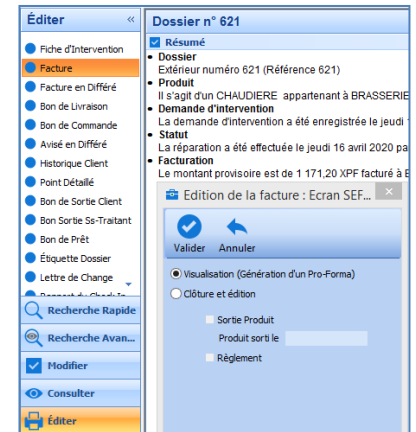 Éditer «
Fiche d'Intervention
Facture
Facture en Différé
Bon de Livraison
Bon de Commande
Avisé en Différé
Historique Client
Point Détaillé
Bon de Sortie Client
Bon Sortie Ss-Traitant
Bon de Prêt
Étiquette Dossier
Lettre de Change
Recherche Rapide
Recherche Avan...
Modifier
Consulter
Éditer
Dossier n° 621
Résumé
• Dossier
Extérieur numéro 621 (Référence 621)
• Produit
Il s'agit d'un CHAUDIERE appartenant à BRASSERIE
• Demande d'intervention
La demande d'intervention a été enregistrée le jeudi
• Statut
La réparation a été effectuée le jeudi 16 avril 2020 pa
• Facturation
Le montant provisoire est de 1 171,20 XPF facturé à
Edition de la facture : Ecran SEF...
Valider Annuler
Visualisation (Génération d'un Pro-Forma)
Clôture et édition
Sortie Produit
Produit sorti le
Règlement